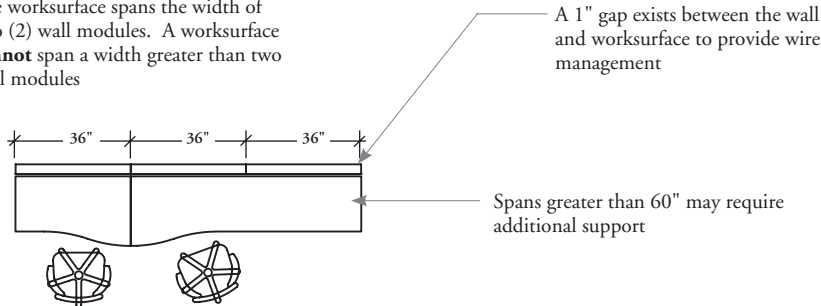 worksurface spans the width of
(2) wall modules. A worksurface
span a width greater than two
modules
A 1" gap exists between the wall
and worksurface to provide wire
management
36" 36" 36"
Spans greater than 60" may require
additional support